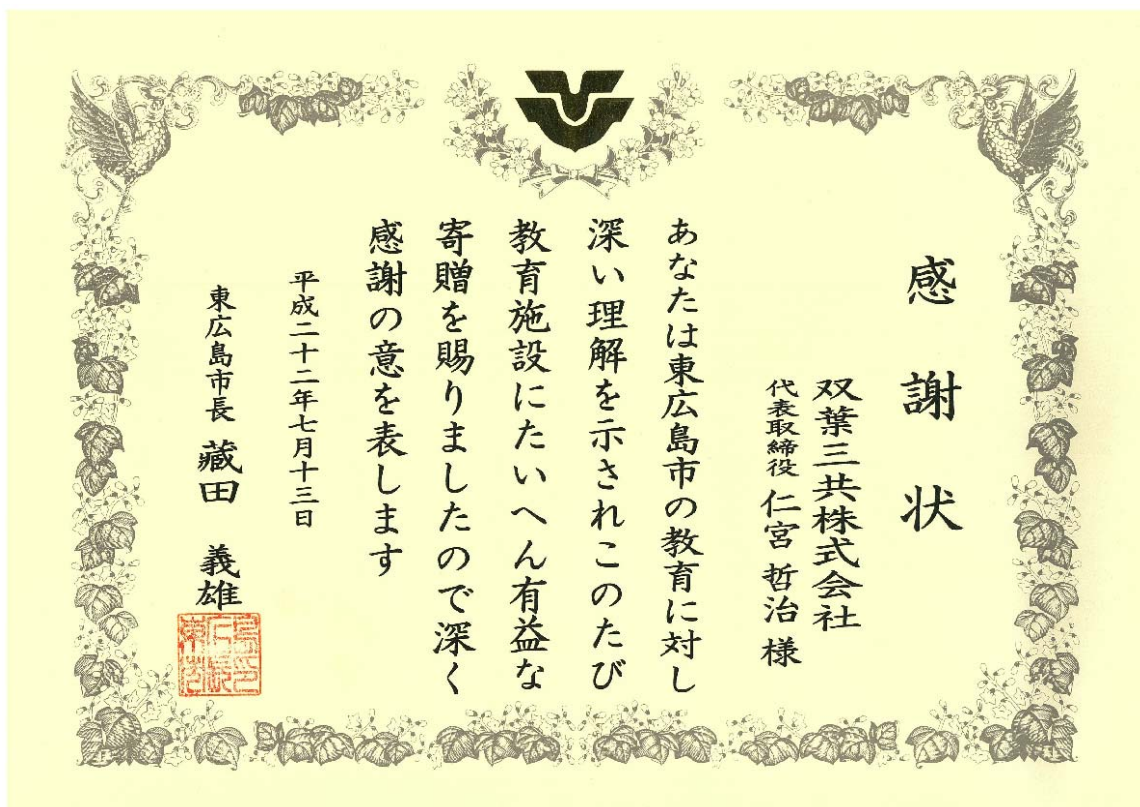 感謝状
双葉三共株式会社
代表取締役 仁宮哲治様
あなたは東広島市の教育に対し
深い理解を示されこのたび
教育施設にたいへん有益な
寄贈を賜りましたので深く
感謝の意を表します
平成二十二年七月十三日
東広島市長 藏田 義雄